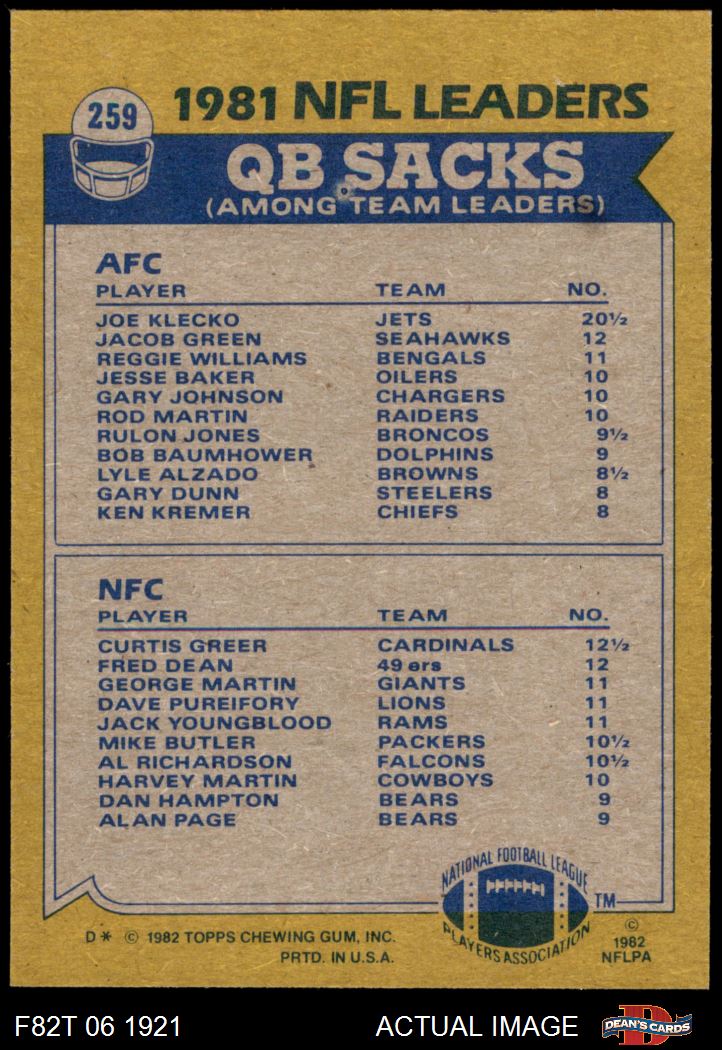 259
1981 NFL LEADERS
QB SACKS
(AMONG TEAM LEADERS)
AFC
PLAYER TEAM NO.
JOE KLECKO JETS 20½
JACOB GREEN SEAHAWKS 12
REGGIE WILLIAMS BENGALS 11
JESSE BAKER OILERS 10
GARY JOHNSON CHARGERS 10
ROD MARTIN RAIDERS 10
RULON JONES BRONCOS 9½
BOB BAUMHOWER DOLPHINS 9
LYLE ALZADO BROWNS 8½
GARY DUNN STEELERS 8
KEN KREMER CHIEFS 8
NFC
PLAYER TEAM NO.
CURTIS GREER CARDINALS 12½
FRED DEAN 49ers 12
GEORGE MARTIN GIANTS 11
DAVE PUREIFORY LIONS 11
JACK YOUNGBLOOD RAMS 11
MIKE BUTLER PACKERS 10½
AL RICHARDSON FALCONS 10½
HARVEY MARTIN COWBOYS 10
DAN HAMPTON BEARS 9
ALAN PAGE BEARS 9
NATIONAL FOOTBALL LEAGUE
PLAYERS ASSOCIATION
TM
D* © 1982 TOPPS CHEWING GUM, INC.
PRTD. IN U.S.A.
©
1982
NFLPA
F82T 06 1921 ACTUAL IMAGE
D
DEAN'S CARDS